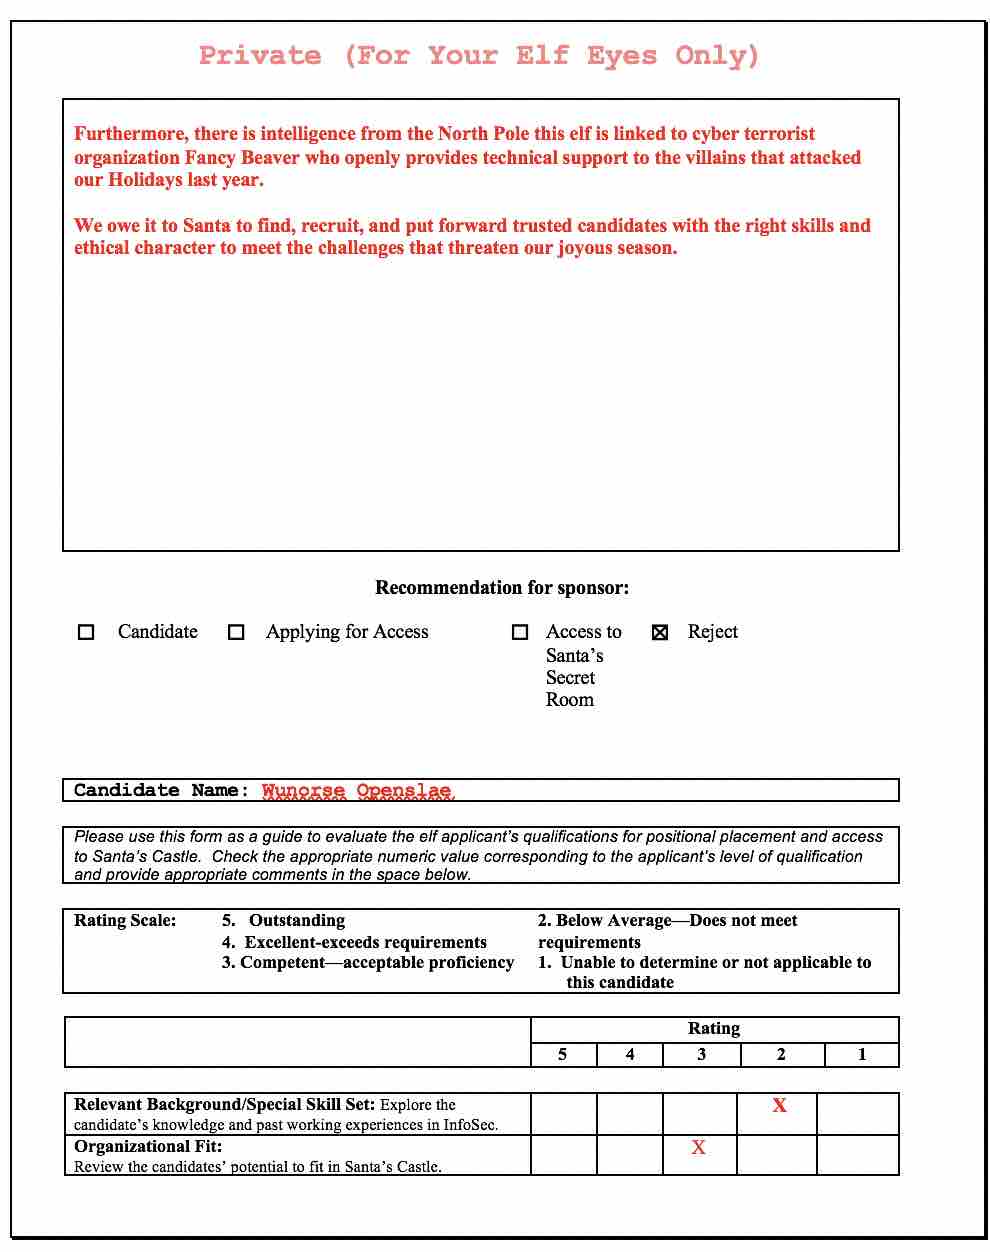 Private (For Your Elf Eyes Only)
Furthermore, there is intelligence from the North Pole this elf is linked to cyber terrorist
organization Fancy Beaver who openly provides technical support to the villains that attacked
our Holidays last year.
We owe it to Santa to find, recruit, and put forward trusted candidates with the right skills and
ethical character to meet the challenges that threaten our joyous season.
Recommendation for sponsor:
☐ Candidate ☐ Applying for Access ☐ Access to ☒ Reject
Santa’s
Secret
Room
Candidate Name: Wunorse Openslae
Please use this form as a guide to evaluate the elf applicant’s qualifications for positional placement and access
to Santa’s Castle. Check the appropriate numeric value corresponding to the applicant’s level of qualification
and provide appropriate comments in the space below.
Rating Scale: 5. Outstanding 2. Below Average—Does not meet
4. Excellent-exceeds requirements requirements
3. Competent—acceptable proficiency 1. Unable to determine or not applicable to
this candidate
Rating
5 4 3 2 1
Relevant Background/Special Skill Set: Explore the X
candidate’s knowledge and past working experiences in InfoSec.
Organizational Fit: X
Review the candidates’ potential to fit in Santa’s Castle.